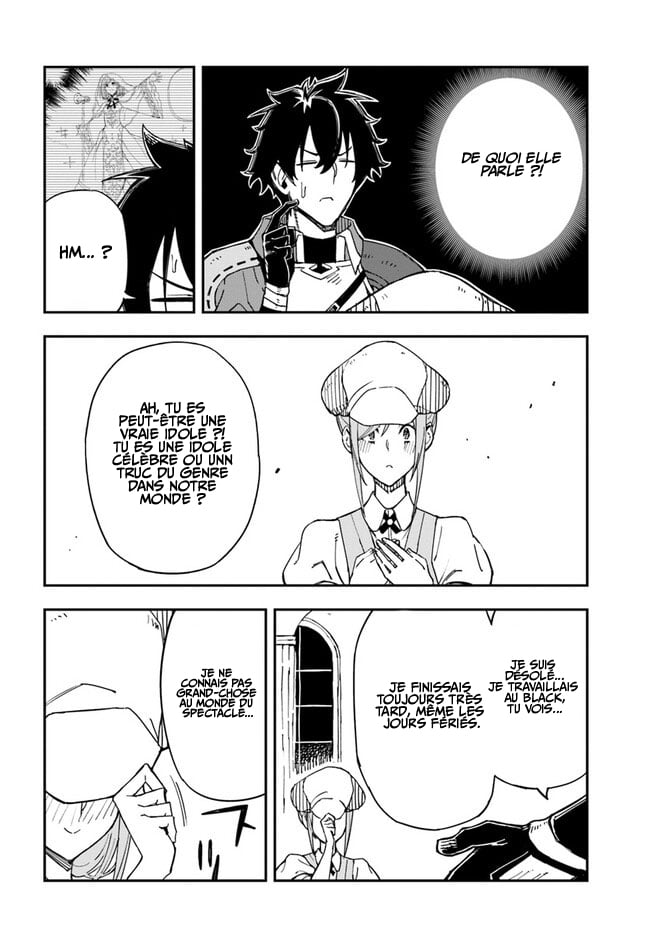 DE QUOI ELLE
PARLE ?!
HM... ?
AH, TU ES
PEUT-ÊTRE UNE
VRAIE IDOLE ?!
TU ES UNE IDOLE
CÉLÈBRE OU UNN
TRUC DU GENRE
DANS NOTRE
MONDE ?
JE SUIS
DÉSOLÉ...
JE TRAVAILLAIS
AU BLACK,
TU VOIS...
JE FINISSAIS
TOUJOURS TRÈS
TARD, MÊME LES
JOURS FÉRIÉS.
JE NE
CONNAIS PAS
GRAND-CHOSE
AU MONDE DU
SPECTACLE...
スッ